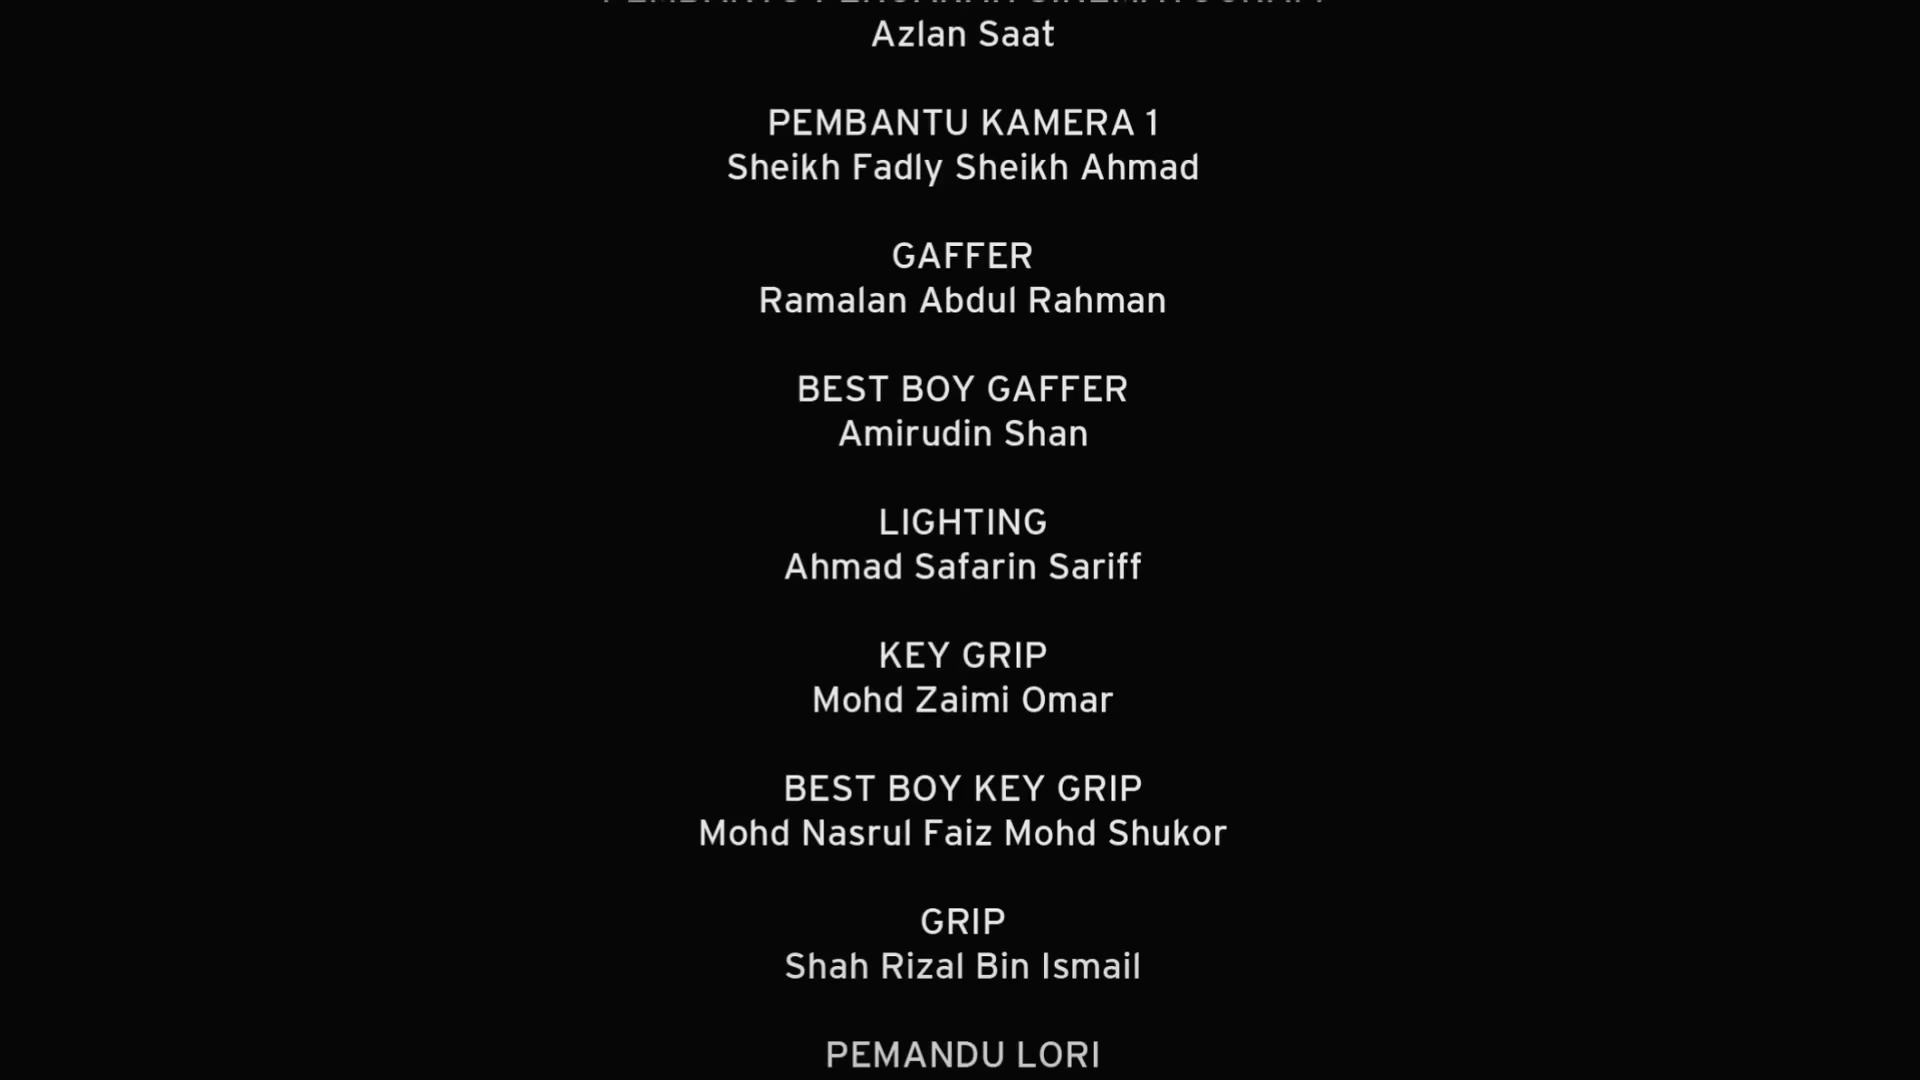 Azlan Saat
PEMBANTU KAMERA 1
Sheikh Fadly Sheikh Ahmad
GAFFER
Ramalan Abdul Rahman
BEST BOY GAFFER
Amirudin Shan
LIGHTING
Ahmad Safarin Sariff
KEY GRIP
Mohd Zaimi Omar
BEST BOY KEY GRIP
Mohd Nasrul Faiz Mohd Shukor
GRIP
Shah Rizal Bin Ismail
PEMANDU LORI